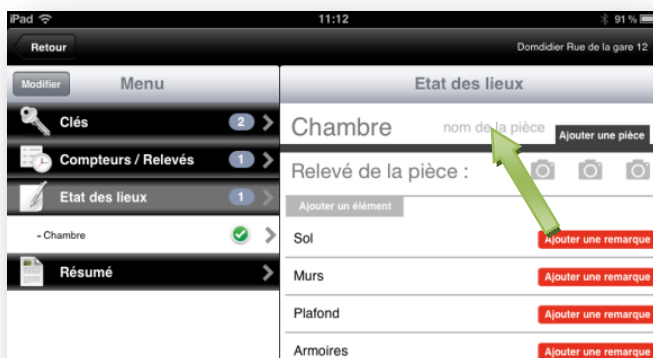 iPad 11:12 91 %
Retour Domdidier Rue de la gare 12
Modifier Menu
Clés 2
Compteurs / Relevés 1
Etat des lieux 1
- Chambre
Résumé
Etat des lieux
Chambre nom de la pièce Ajouter une pièce
Relevé de la pièce :
Ajouter un élément
Sol Ajouter une remarque
Murs Ajouter une remarque
Plafond Ajouter une remarque
Armoires Ajouter une remarque